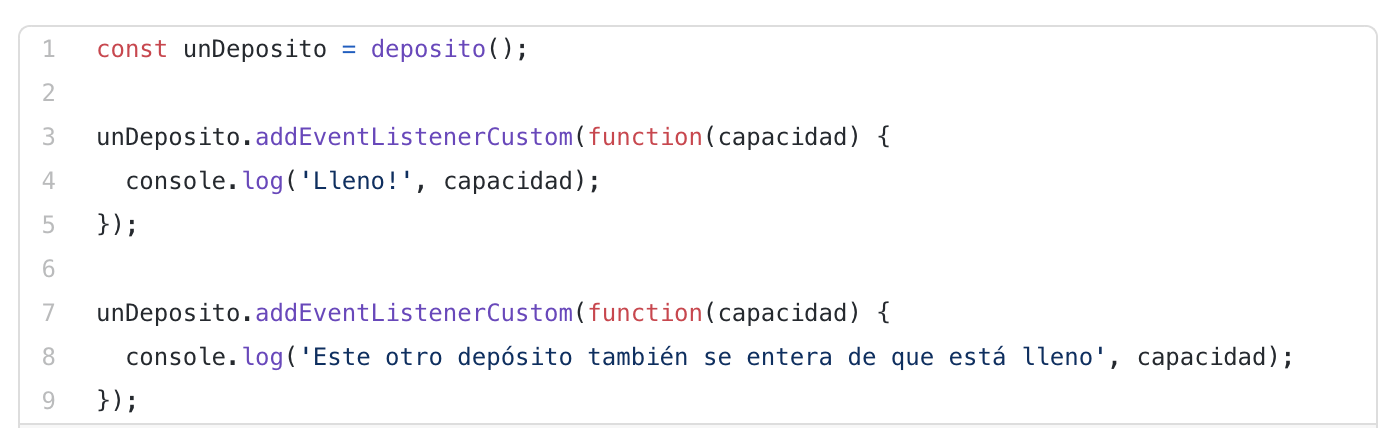 1 const unDeposito = deposito();
2
3 unDeposito.addEventListenerCustom(function(capacidad) {
4   console.log('Lleno!', capacidad);
5 });
6
7 unDeposito.addEventListenerCustom(function(capacidad) {
8   console.log('Este otro depósito también se entera de que está lleno', capacidad);
9 });